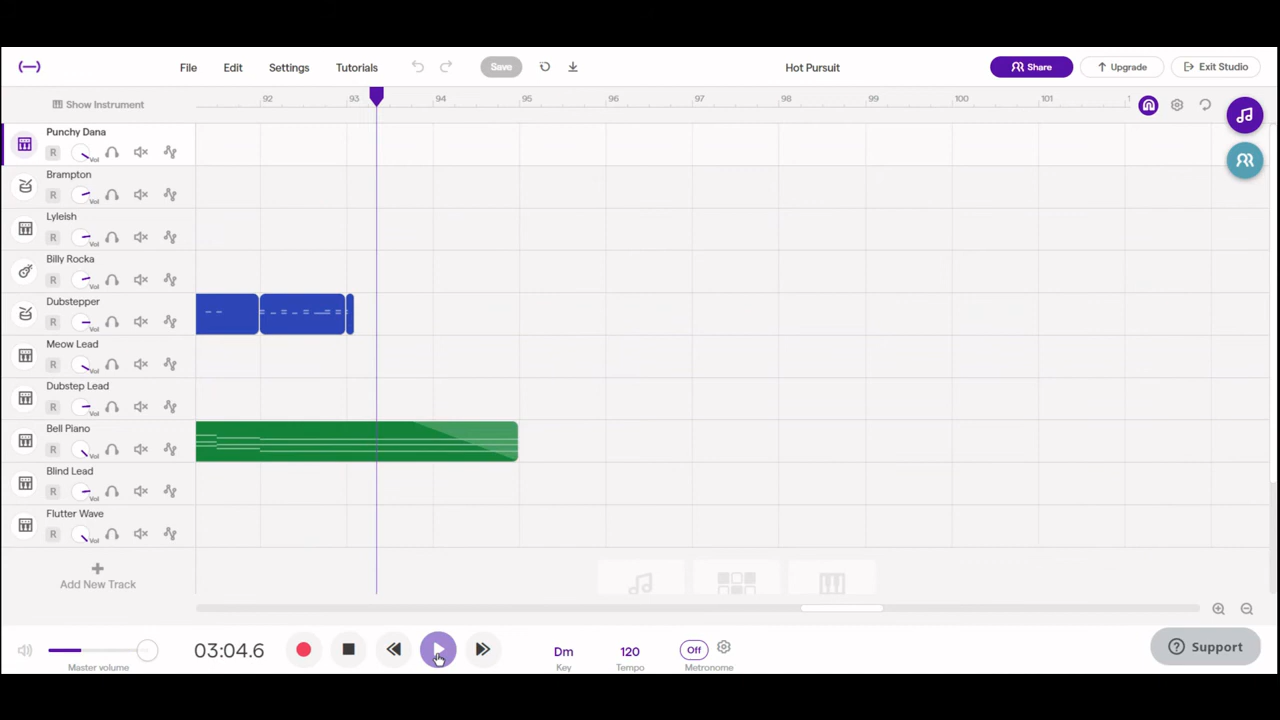 File Edit Settings Tutorials Save Hot Pursuit Share Upgrade Exit Studio
Show Instrument 92 93 94 95 96 97 98 99 100 101 1
Punchy Dana
R Vol
Brampton
R Vol
Lyleish
R Vol
Billy Rocka
R Vol
Dubstepper
R Vol
Meow Lead
R Vol
Dubstep Lead
R Vol
Bell Piano
R Vol
Blind Lead
R Vol
Flutter Wave
R Vol
Add New Track
03:04.6 Dm 120 Off Support
Master volume Key Tempo Metronome